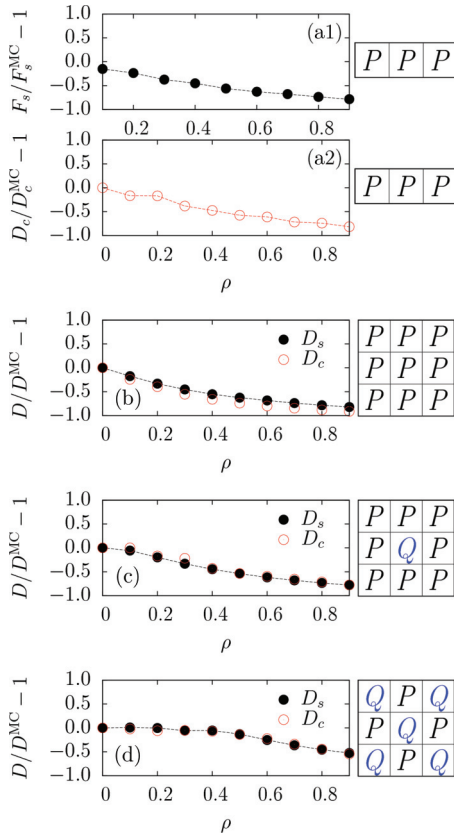 F_s/F_s^MC − 1
1.0
0.5
0.0
−0.5
−1.0
(a1)
0.2 0.4 0.6 0.8
P P P
D_c/D_c^MC − 1
1.0
0.5
0.0
−0.5
−1.0
(a2)
0 0.2 0.4 0.6 0.8
ρ
P P P
D/D^MC − 1
1.0
0.5
0.0
−0.5
−1.0
D_s
D_c
(b)
0 0.2 0.4 0.6 0.8
ρ
P P P
P P P
P P P
D/D^MC − 1
1.0
0.5
0.0
−0.5
−1.0
D_s
D_c
(c)
0 0.2 0.4 0.6 0.8
ρ
P P P
P Q P
P P P
D/D^MC − 1
1.0
0.5
0.0
−0.5
−1.0
D_s
D_c
(d)
0 0.2 0.4 0.6 0.8
ρ
Q P Q
P Q P
Q P Q